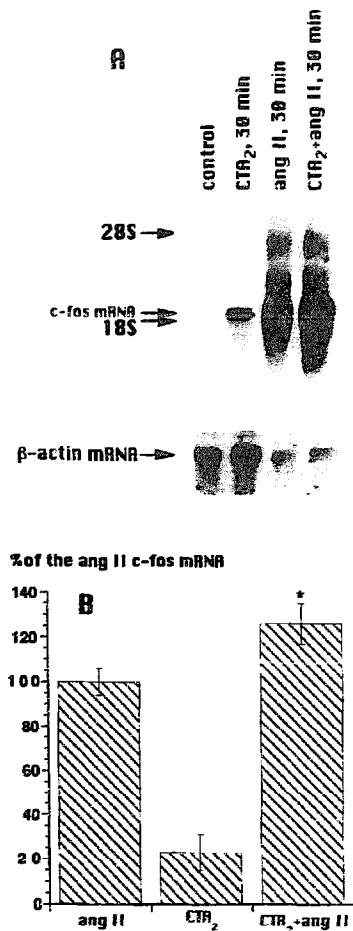 A
control
CTA₂, 30 min
ang II, 30 min
CTA₂+ang II, 30 min
28S
c-fos mRNA
18S
β-actin mRNA
% of the ang II c-fos mRNA
B
*
140
120
100
80
60
40
20
0
ang II
CTA₂
CTA₂+ang II